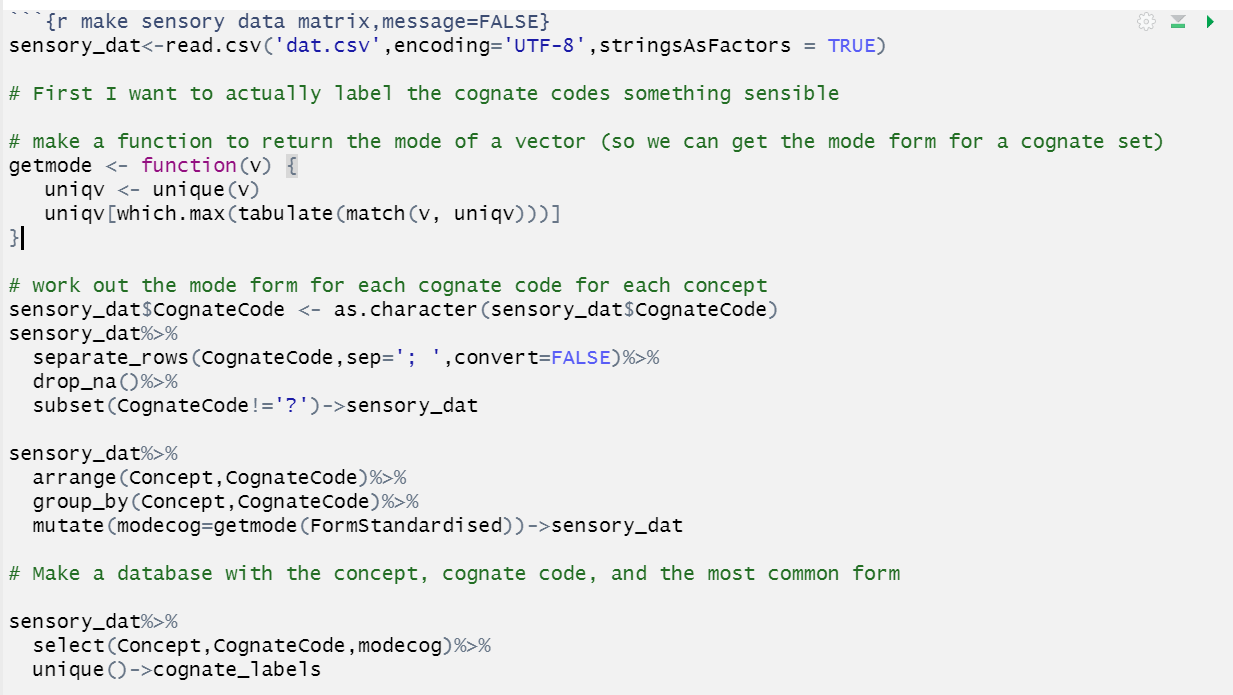 ```{r make sensory data matrix,message=FALSE}
sensory_dat<-read.csv('dat.csv',encoding='UTF-8',stringsAsFactors = TRUE)
# First I want to actually label the cognate codes something sensible
# make a function to return the mode of a vector (so we can get the mode form for a cognate set)
getmode <- function(v) {
   uniqv <- unique(v)
   uniqv[which.max(tabulate(match(v, uniqv)))]
}
# work out the mode form for each cognate code for each concept
sensory_dat$CognateCode <- as.character(sensory_dat$CognateCode)
sensory_dat%>%
  separate_rows(CognateCode,sep='; ',convert=FALSE)%>%
  drop_na()%>%
  subset(CognateCode!='?')->sensory_dat
sensory_dat%>%
  arrange(Concept,CognateCode)%>%
  group_by(Concept,CognateCode)%>%
  mutate(modecog=getmode(FormStandardised))->sensory_dat
# Make a database with the concept, cognate code, and the most common form
sensory_dat%>%
  select(Concept,CognateCode,modecog)%>%
  unique()->cognate_labels